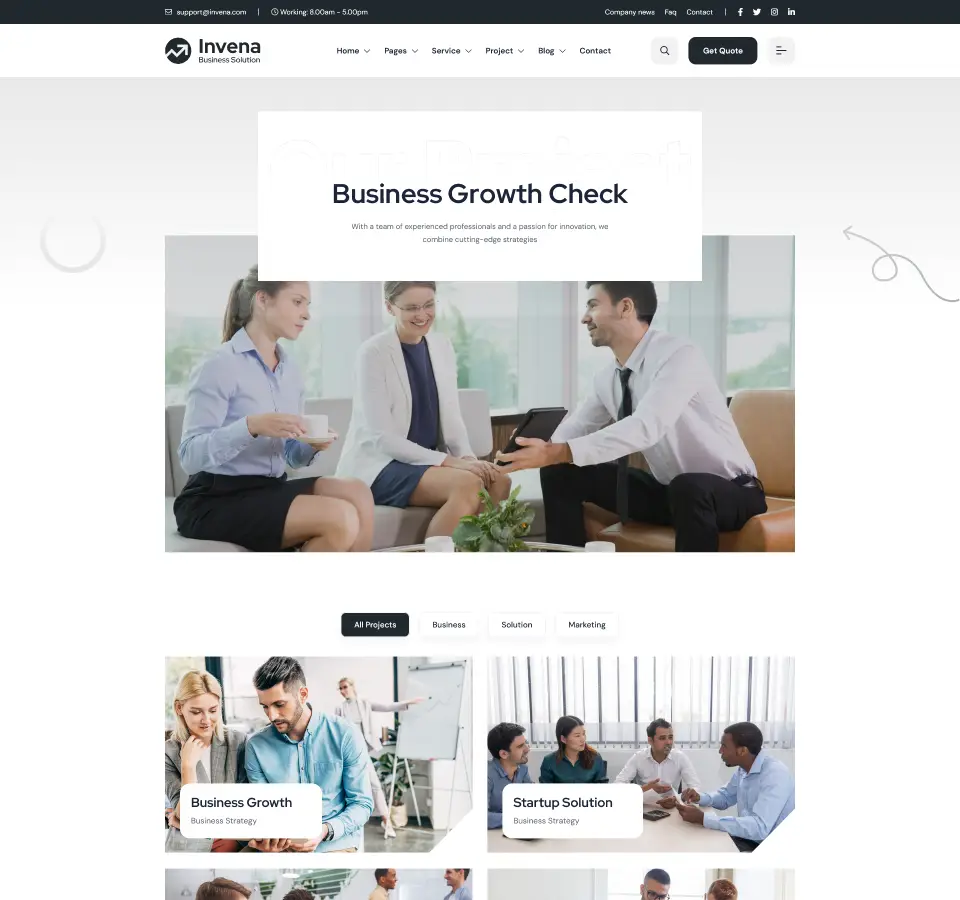 support@invena.com | Working: 8.00am - 5.00pm
Company news Faq Contact
Invena
Business Solution
Home Pages Service Project Blog Contact
Get Quote
Our Project
Business Growth Check
With a team of experienced professionals and a passion for innovation, we
combine cutting-edge strategies
All Projects Business Solution Marketing
Business Growth
Business Strategy
Startup Solution
Business Strategy